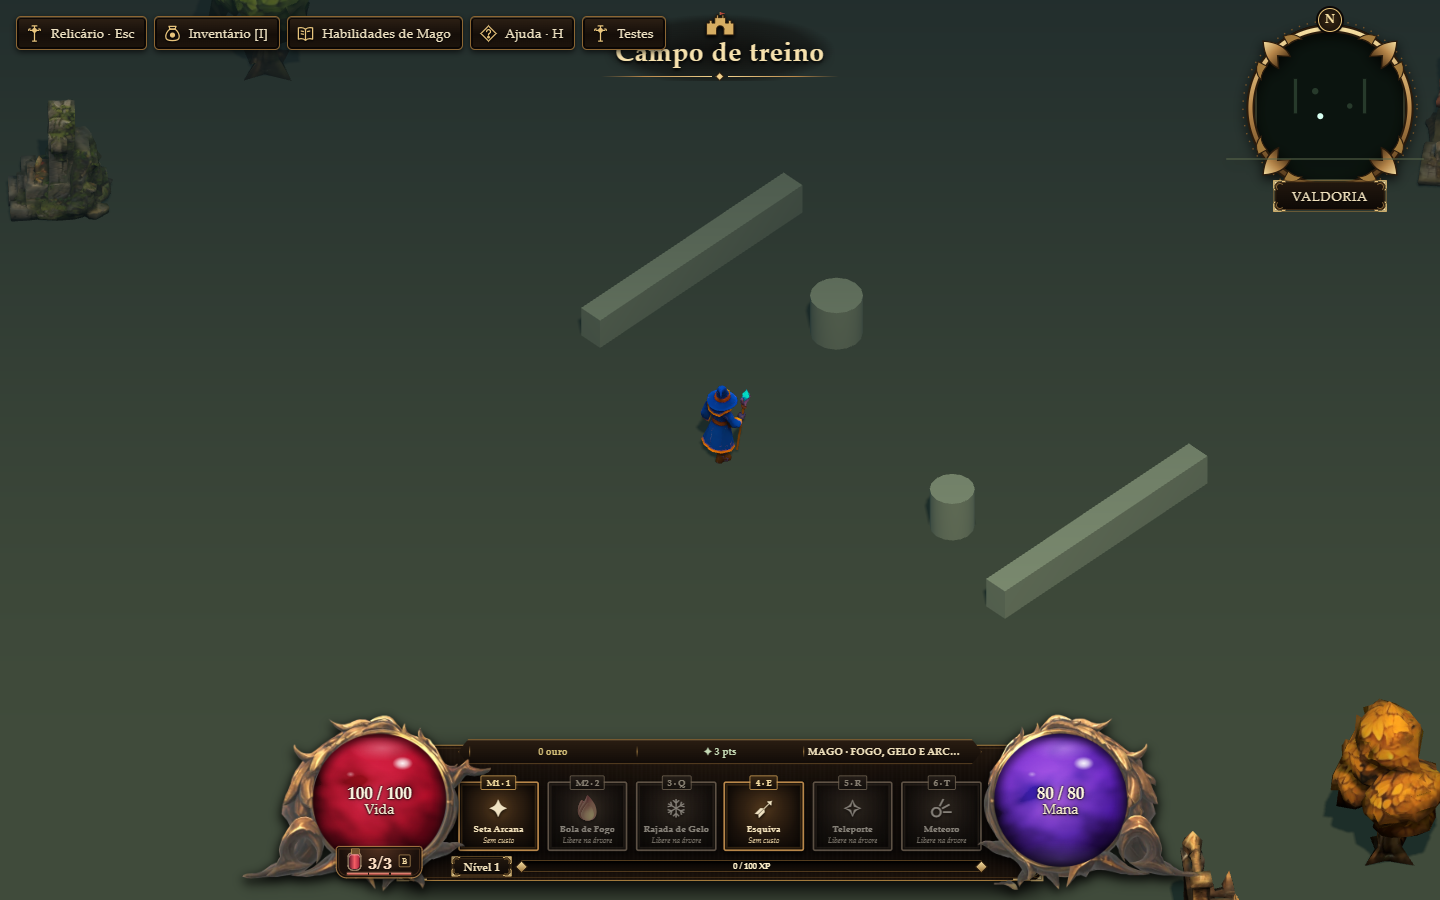 Relicário · Esc
Inventário [I]
Habilidades de Mago
Ajuda · H
Testes
Campo de treino
N
VALDORIA
0 ouro
3 pts
MAGO · FOGO, GELO E ARC...
100 / 100
Vida
3/3
B
M1 · 1
Seta Arcana
Sem custo
M2 · 2
Bola de Fogo
Libere na árvore
3 · Q
Rajada de Gelo
Libere na árvore
4 · E
Esquiva
Sem custo
5 · R
Teleporte
Libere na árvore
6 · T
Meteoro
Libere na árvore
80 / 80
Mana
Nível 1
0 / 100 XP